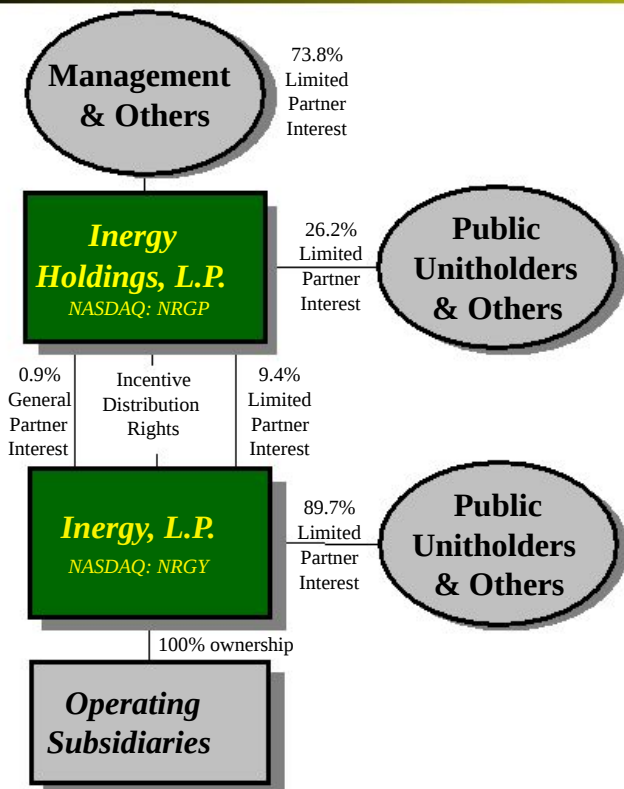 Management
& Others
73.8%
Limited
Partner
Interest
Inergy
Holdings, L.P.
NASDAQ: NRGP
26.2%
Limited
Partner
Interest
Public
Unitholders
& Others
0.9%
General
Partner
Interest
Incentive
Distribution
Rights
9.4%
Limited
Partner
Interest
Inergy, L.P.
NASDAQ: NRGY
89.7%
Limited
Partner
Interest
Public
Unitholders
& Others
100% ownership
Operating
Subsidiaries